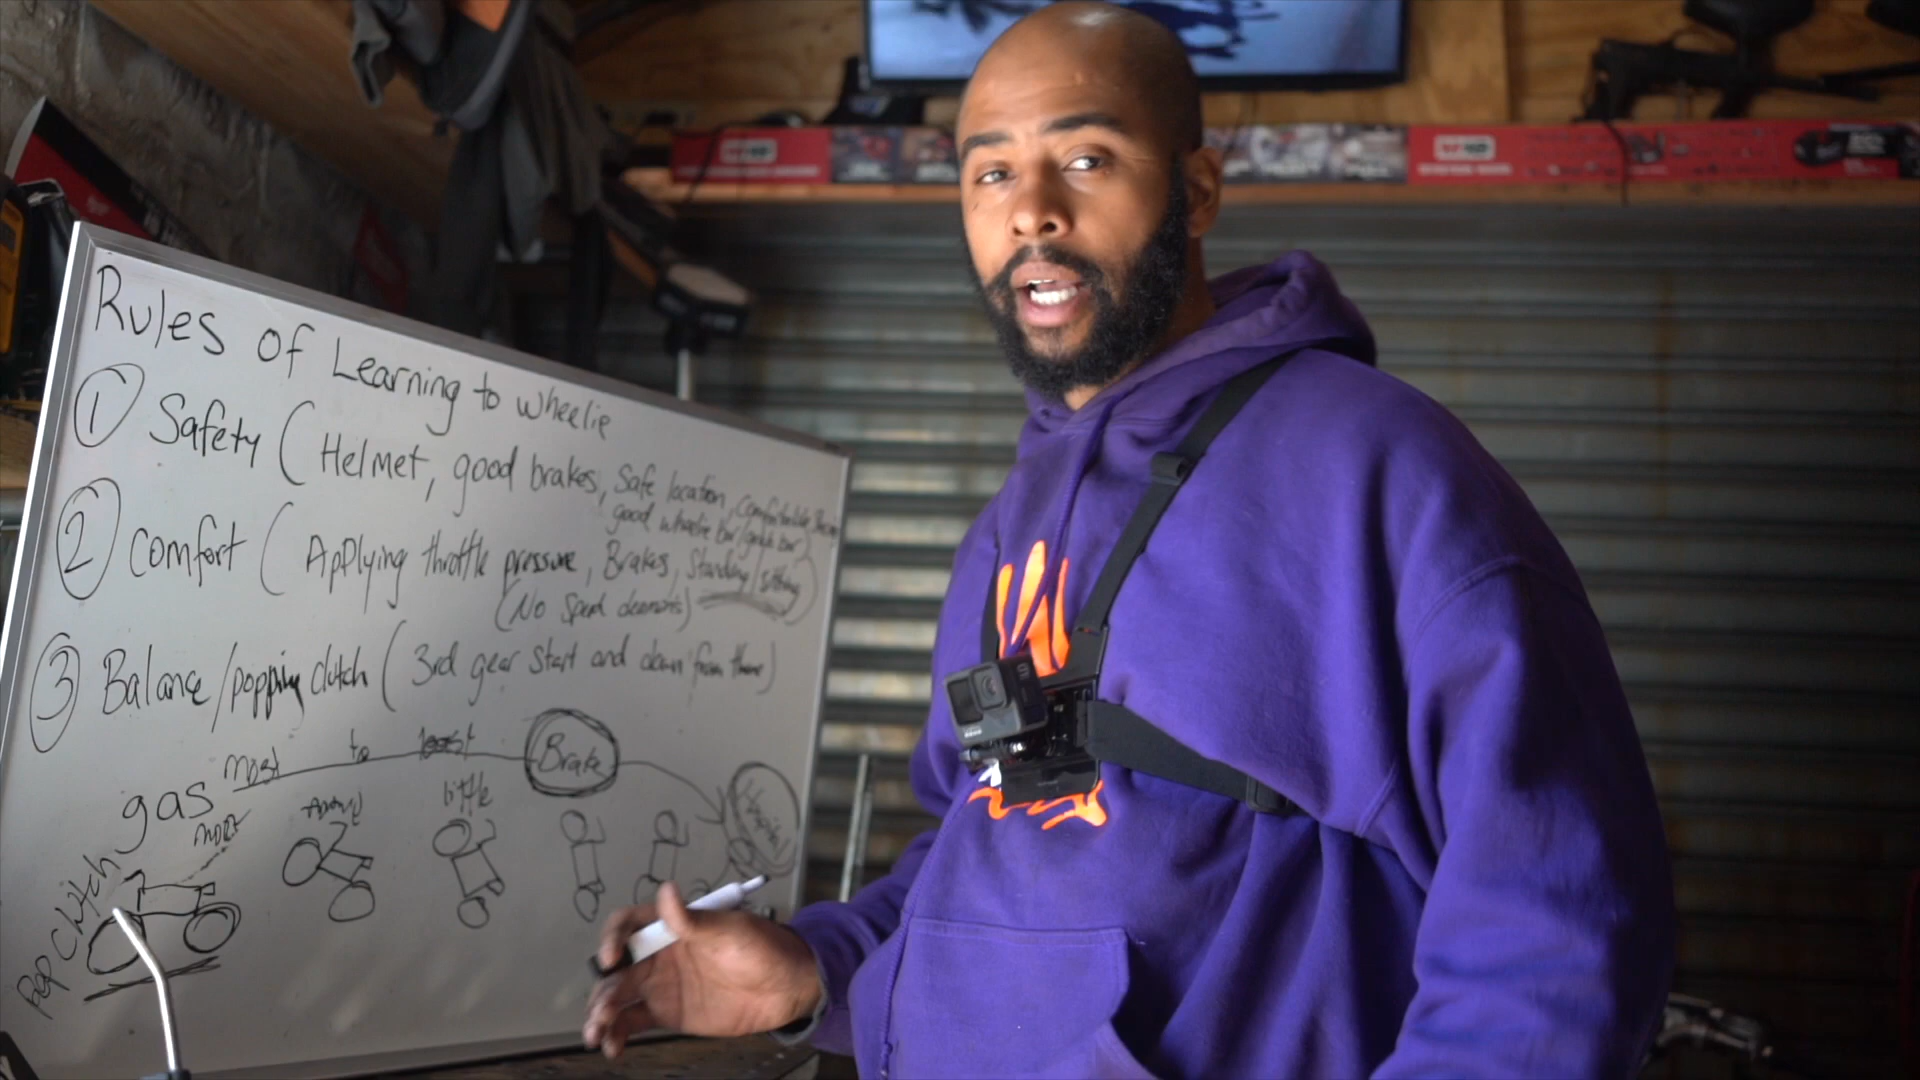 Rules of Learning to wheelie
1 Safety ( Helmet, good brakes, Safe location, comfortable
good wheelie bar/grab bar)
2 Comfort ( Applying throttle pressure, Brakes, Standing/sitting)
(No Speed demons)
3 Balance/popping clutch ( 3rd gear start and down from there)
most to least Brake
gas
more
little
Pop Clutch